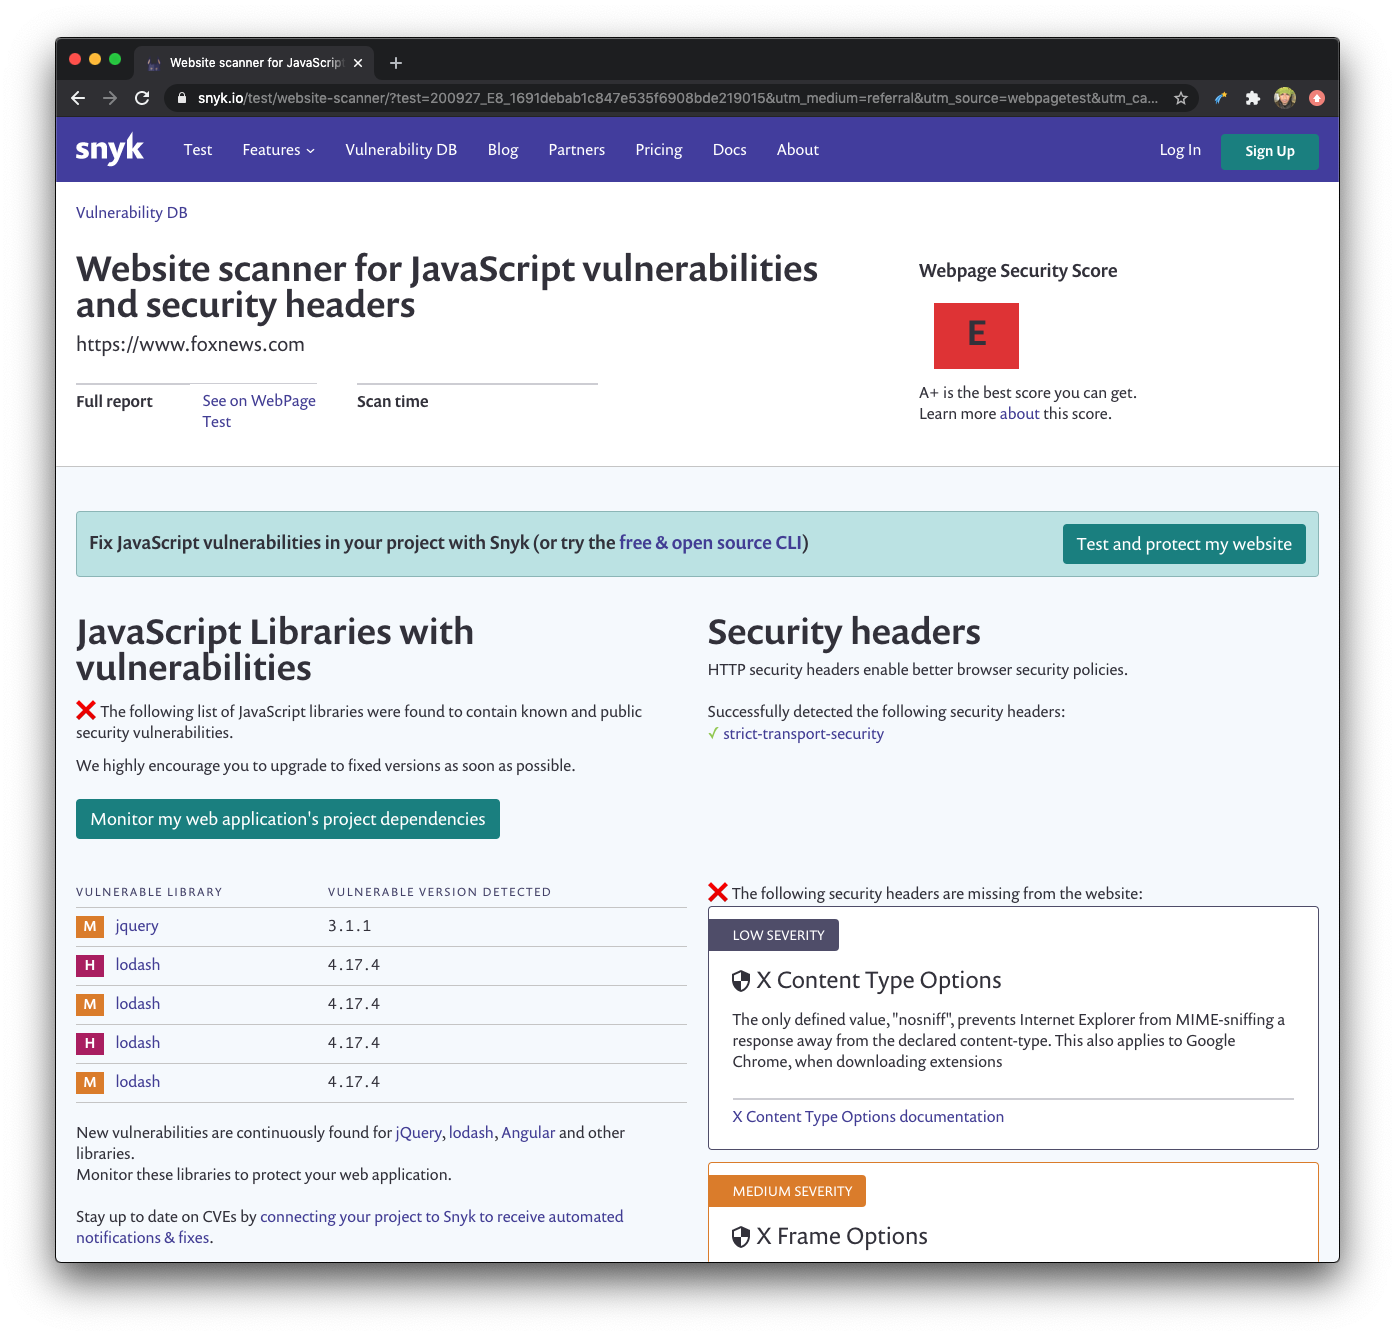 Website scanner for JavaScript
snyk.io/test/website-scanner/?test=200927_E8_1691debab1c847e535f6908bde219015&utm_medium=referral&utm_source=webpagetest&utm_ca...
snyk
Test
Features
Vulnerability DB
Blog
Partners
Pricing
Docs
About
Log In
Sign Up
Vulnerability DB
Website scanner for JavaScript vulnerabilities
and security headers
https://www.foxnews.com
Full report
See on WebPage
Test
Scan time
Webpage Security Score
E
A+ is the best score you can get.
Learn more about this score.
Fix JavaScript vulnerabilities in your project with Snyk (or try the free & open source CLI)
Test and protect my website
JavaScript Libraries with
vulnerabilities
The following list of JavaScript libraries were found to contain known and public
security vulnerabilities.
We highly encourage you to upgrade to fixed versions as soon as possible.
Monitor my web application's project dependencies
VULNERABLE LIBRARY VULNERABLE VERSION DETECTED
M jquery 3.1.1
H lodash 4.17.4
M lodash 4.17.4
H lodash 4.17.4
M lodash 4.17.4
New vulnerabilities are continuously found for jQuery, lodash, Angular and other
libraries.
Monitor these libraries to protect your web application.
Stay up to date on CVEs by connecting your project to Snyk to receive automated
notifications & fixes.
Security headers
HTTP security headers enable better browser security policies.
Successfully detected the following security headers:
✓ strict-transport-security
The following security headers are missing from the website:
LOW SEVERITY
X Content Type Options
The only defined value, "nosniff", prevents Internet Explorer from MIME-sniffing a
response away from the declared content-type. This also applies to Google
Chrome, when downloading extensions
X Content Type Options documentation
MEDIUM SEVERITY
X Frame Options